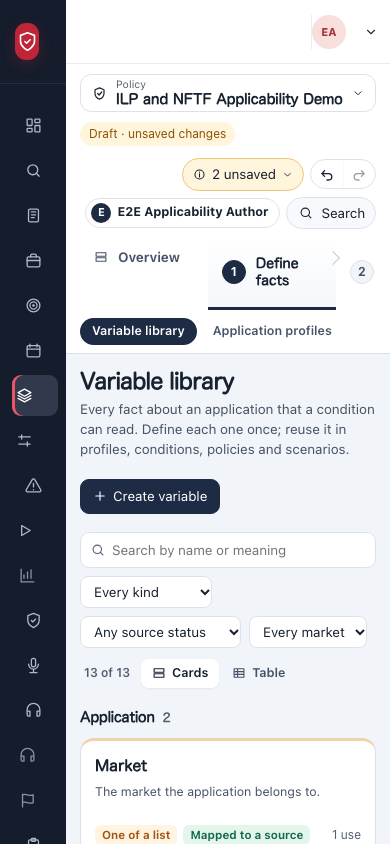 EA
Policy
ILP and NFTF Applicability Demo
Draft · unsaved changes
2 unsaved
E E2E Applicability Author
Search
Overview
1 Define facts
2
Variable library
Application profiles
Variable library
Every fact about an application that a condition
can read. Define each one once; reuse it in
profiles, conditions, policies and scenarios.
Create variable
Search by name or meaning
Every kind
Any source status
Every market
13 of 13
Cards
Table
Application 2
Market
The market the application belongs to.
One of a list
Mapped to a source
1 use